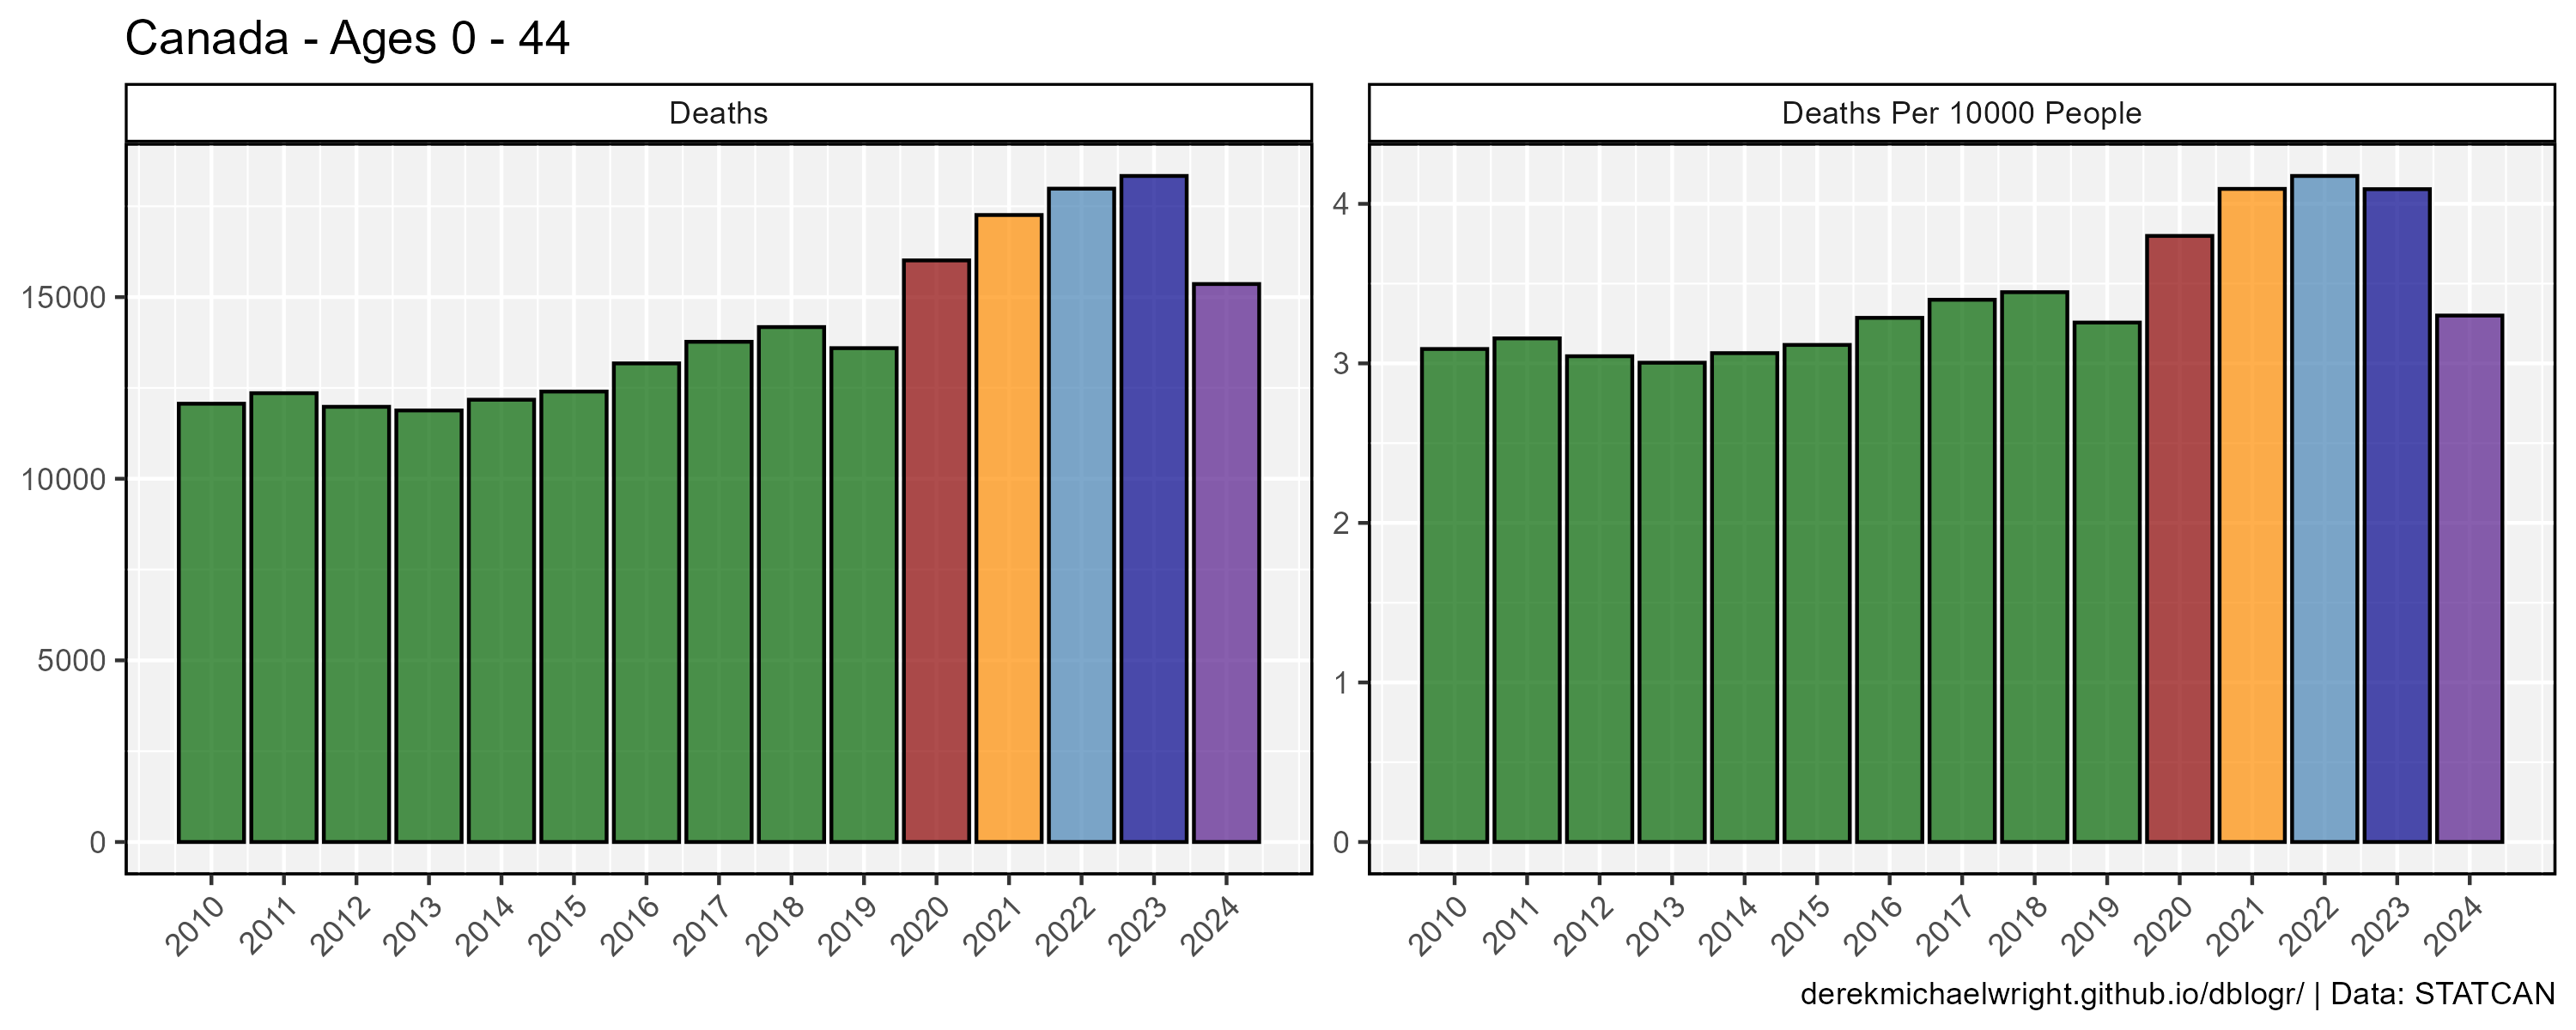 Canada - Ages 0 - 44
Deaths
Deaths Per 10000 People
15000
10000
5000
0
4
3
2
1
0
2010 2011 2012 2013 2014 2015 2016 2017 2018 2019 2020 2021 2022 2023 2024
2010 2011 2012 2013 2014 2015 2016 2017 2018 2019 2020 2021 2022 2023 2024
derekmichaelwright.github.io/dblogr/ | Data: STATCAN